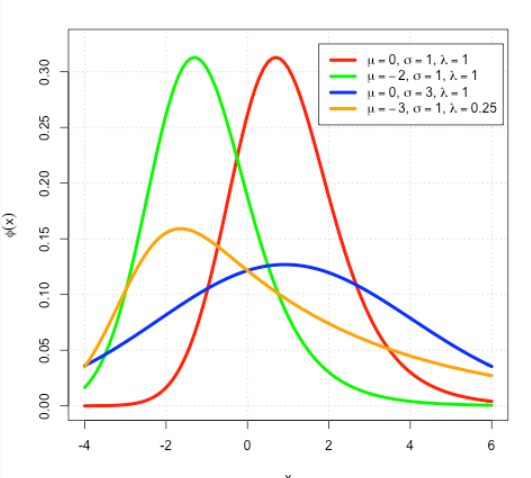 μ = 0, σ = 1, λ = 1
μ = −2, σ = 1, λ = 1
μ = 0, σ = 3, λ = 1
μ = −3, σ = 1, λ = 0.25
0.30
0.25
0.20
0.15
0.10
0.05
0.00
φ(x)
-4 -2 0 2 4 6